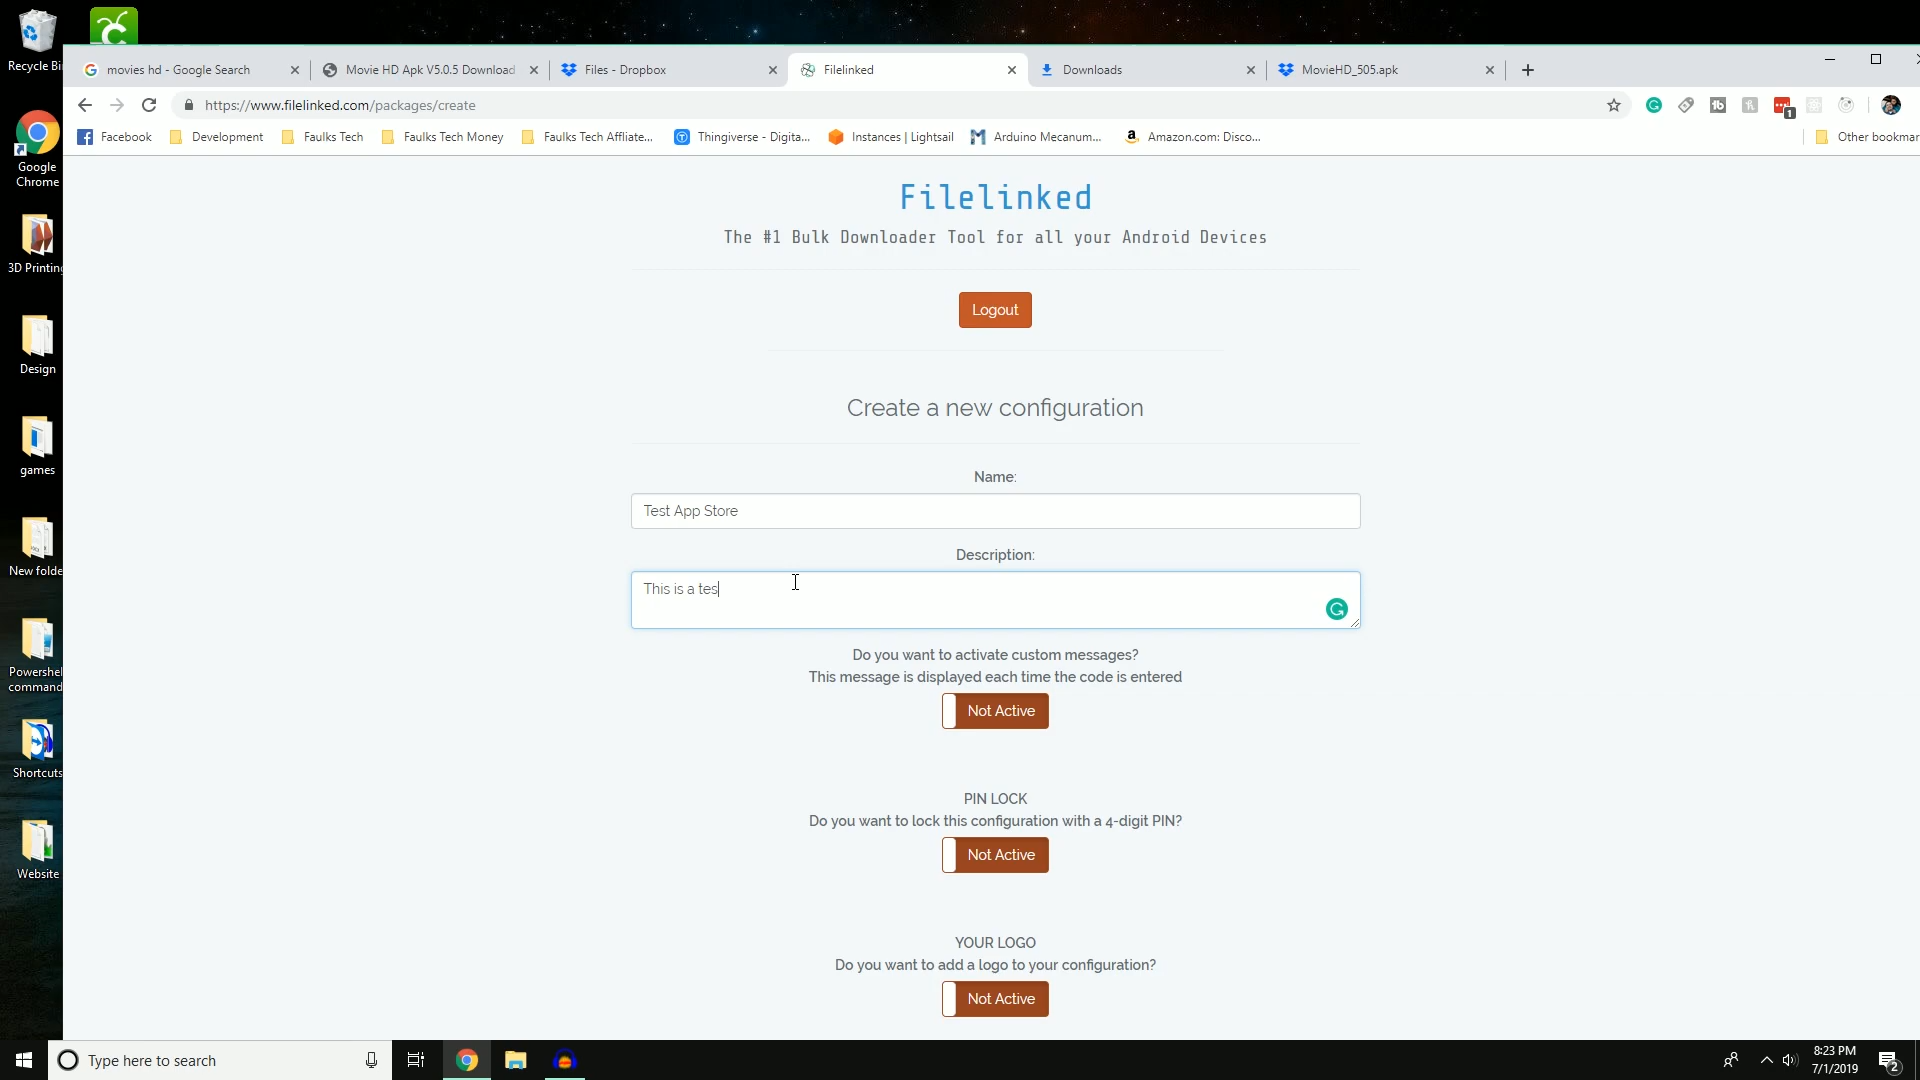 Recycle Bi
movies hd - Google Search
Movie HD Apk V5.0.5 Download
Files - Dropbox
Filelinked
Downloads
MovieHD_505.apk
https://www.filelinked.com/packages/create
1
Facebook
Development
Faulks Tech
Faulks Tech Money
Faulks Tech Affliate...
Thingiverse - Digita...
Instances | Lightsail
Arduino Mecanum...
Amazon.com: Disco...
Other bookmar
Google
Chrome
3D Printing
Design
games
New folde
Powershel
command
Shortcuts
Website
Filelinked
The #1 Bulk Downloader Tool for all your Android Devices
Logout
Create a new configuration
Name:
Test App Store
Description:
This is a tes
Do you want to activate custom messages?
This message is displayed each time the code is entered
Not Active
PIN LOCK
Do you want to lock this configuration with a 4-digit PIN?
Not Active
YOUR LOGO
Do you want to add a logo to your configuration?
Not Active
Type here to search
8:23 PM
7/1/2019
2